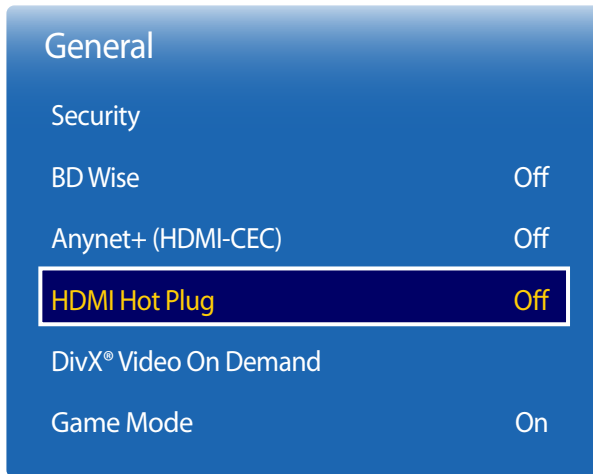 General
Security
BD Wise Off
Anynet+ (HDMI-CEC) Off
HDMI Hot Plug Off
DivX® Video On Demand
Game Mode On